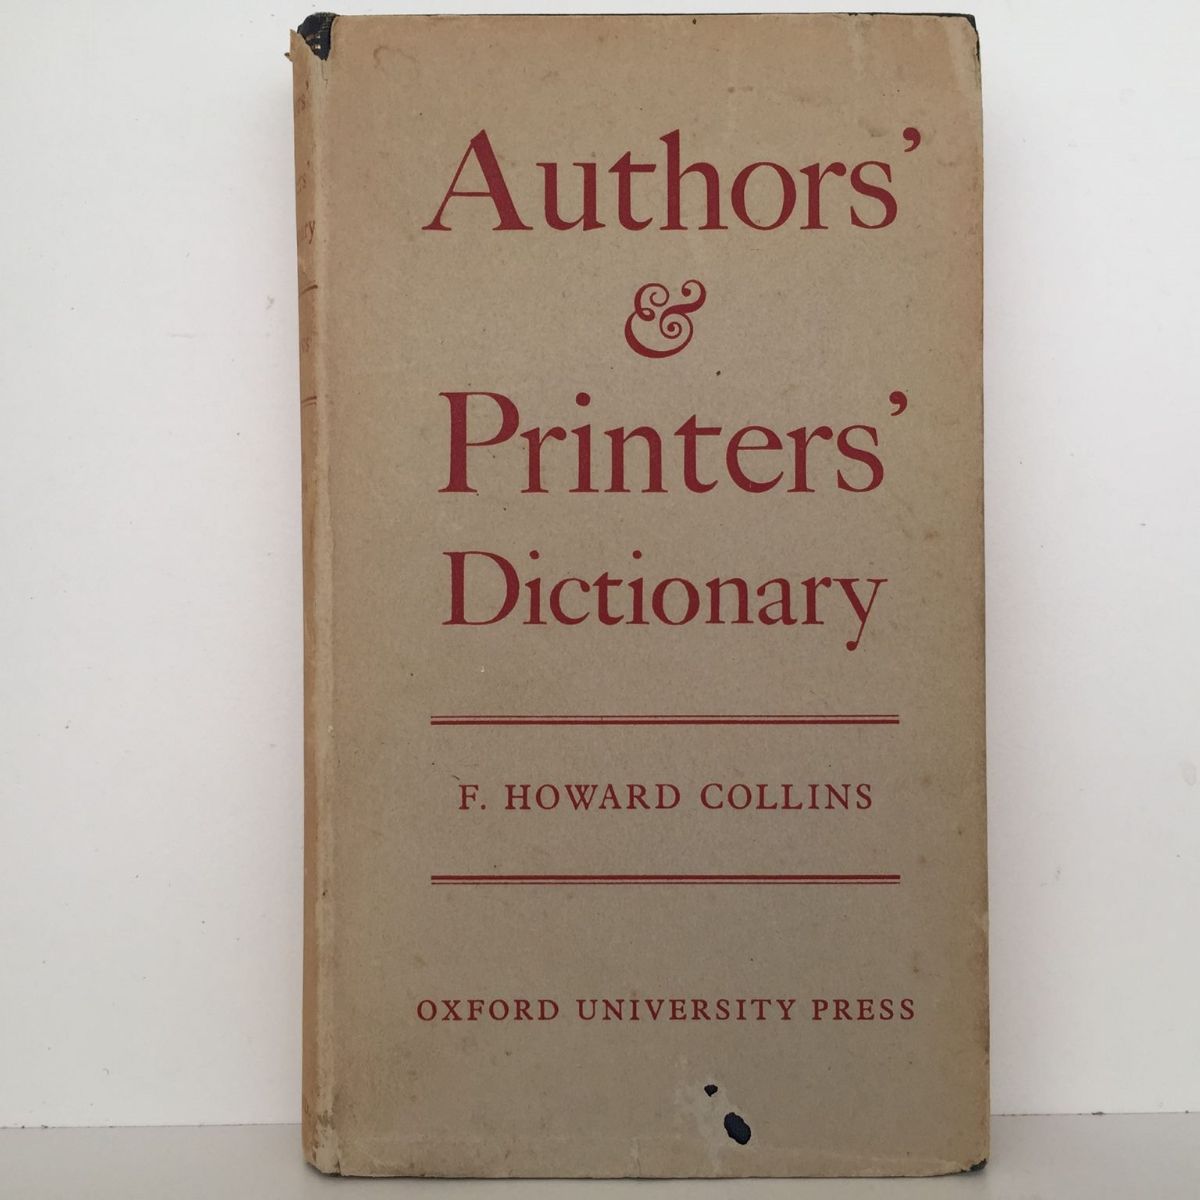 Authors’
&
Printers’
Dictionary
F. HOWARD COLLINS
OXFORD UNIVERSITY PRESS